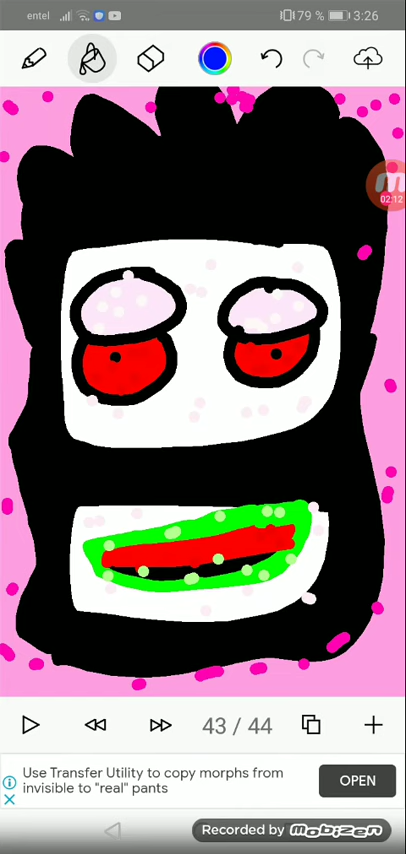 entel 79 % 3:26
02:12
43 / 44
Use Transfer Utility to copy morphs from
invisible to "real" pants
OPEN
Recorded by mobizen